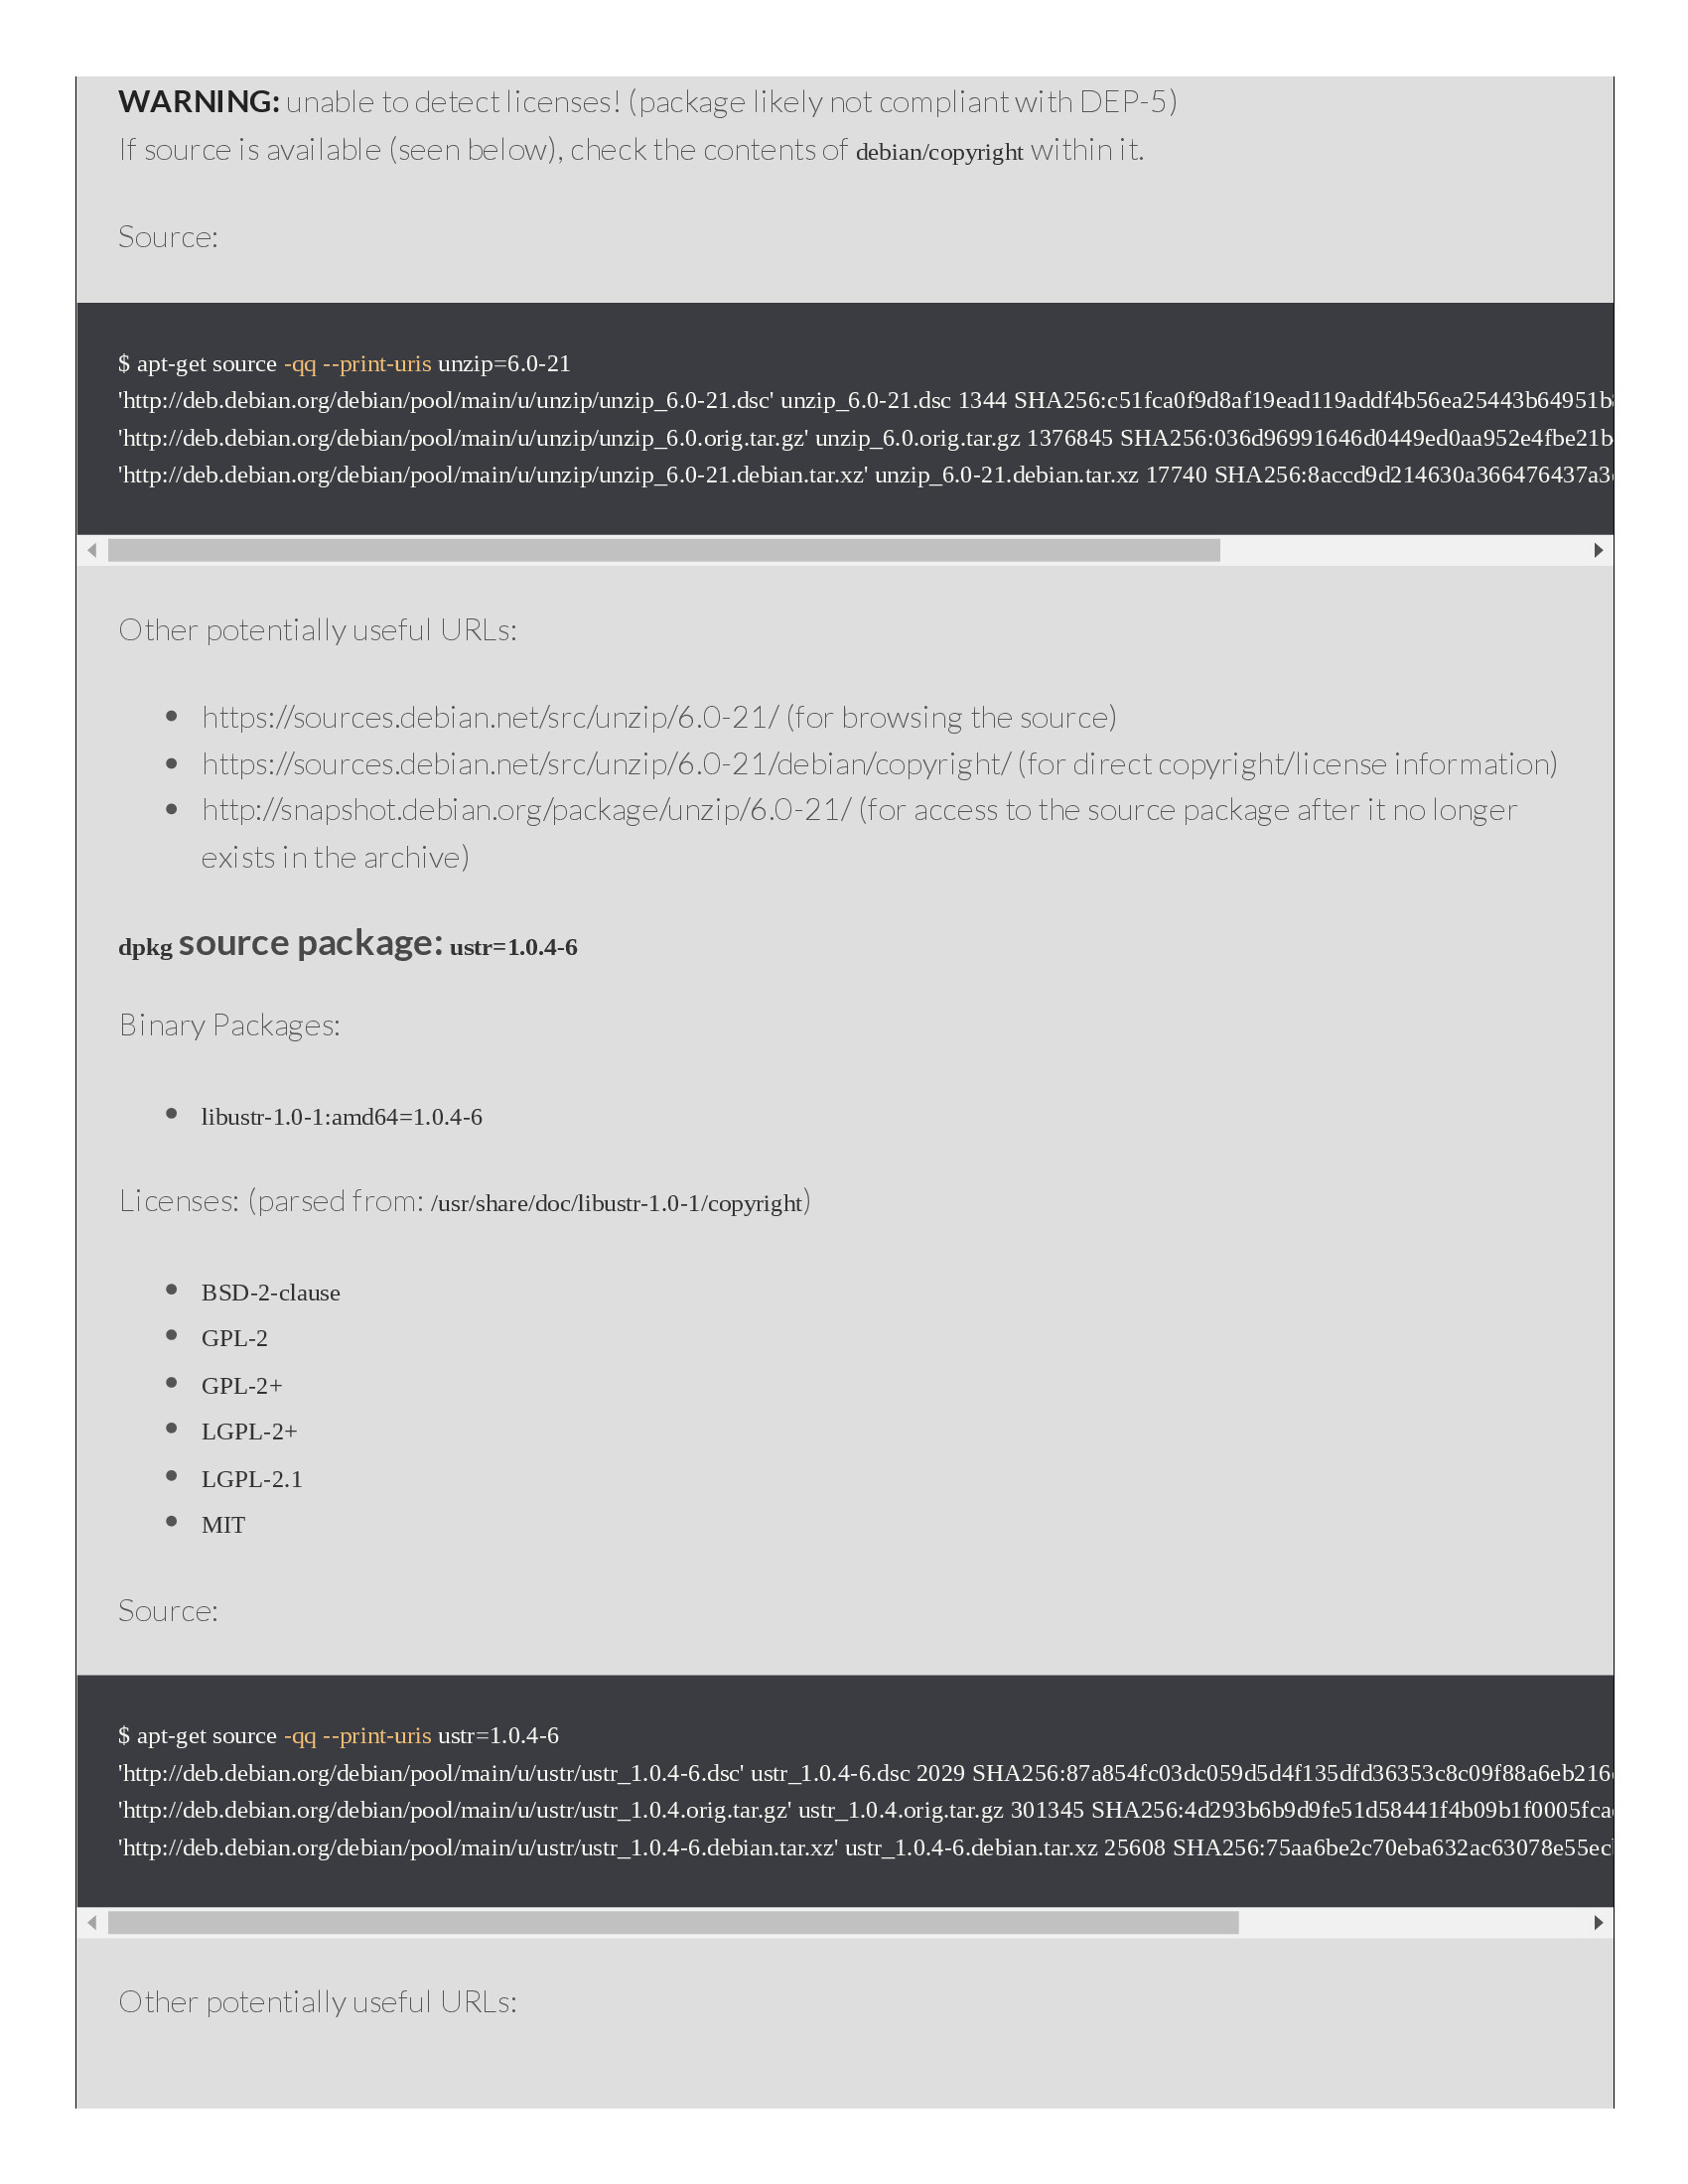 WARNING: unable to detect licenses! (package likely not compliant with DEP-5)
If source is available (seen below), check the contents of debian/copyright within it.
Source:
$ apt-get source -qq --print-uris unzip=6.0-21
'http://deb.debian.org/debian/pool/main/u/unzip/unzip_6.0-21.dsc' unzip_6.0-21.dsc 1344 SHA256:c51fca0f9d8af19ead119addf4b56ea25443b64951b
'http://deb.debian.org/debian/pool/main/u/unzip/unzip_6.0.orig.tar.gz' unzip_6.0.orig.tar.gz 1376845 SHA256:036d96991646d0449ed0aa952e4fbe21b
'http://deb.debian.org/debian/pool/main/u/unzip/unzip_6.0-21.debian.tar.xz' unzip_6.0-21.debian.tar.xz 17740 SHA256:8accd9d214630a366476437a3
Other potentially useful URLs:
• https://sources.debian.net/src/unzip/6.0-21/ (for browsing the source)
• https://sources.debian.net/src/unzip/6.0-21/debian/copyright/ (for direct copyright/license information)
• http://snapshot.debian.org/package/unzip/6.0-21/ (for access to the source package after it no longer
exists in the archive)
dpkg source package: ustr=1.0.4-6
Binary Packages:
• libustr-1.0-1:amd64=1.0.4-6
Licenses: (parsed from: /usr/share/doc/libustr-1.0-1/copyright)
• BSD-2-clause
• GPL-2
• GPL-2+
• LGPL-2+
• LGPL-2.1
• MIT
Source:
$ apt-get source -qq --print-uris ustr=1.0.4-6
'http://deb.debian.org/debian/pool/main/u/ustr/ustr_1.0.4-6.dsc' ustr_1.0.4-6.dsc 2029 SHA256:87a854fc03dc059d5d4f135dfd36353c8c09f88a6eb216
'http://deb.debian.org/debian/pool/main/u/ustr/ustr_1.0.4.orig.tar.gz' ustr_1.0.4.orig.tar.gz 301345 SHA256:4d293b6b9d9fe51d58441f4b09b1f0005fca
'http://deb.debian.org/debian/pool/main/u/ustr/ustr_1.0.4-6.debian.tar.xz' ustr_1.0.4-6.debian.tar.xz 25608 SHA256:75aa6be2c70eba632ac63078e55ec
Other potentially useful URLs: